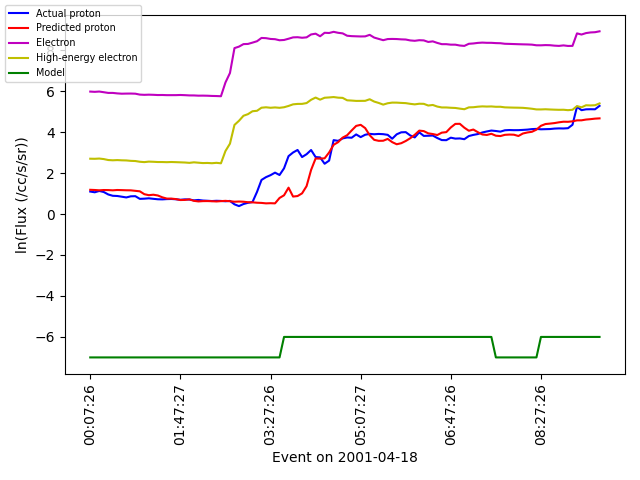 Actual proton
Predicted proton
Electron
High-energy electron
Model
8
6
4
2
0
−2
−4
−6
ln(Flux (/cc/s/sr))
00:07:26
01:47:27
03:27:26
05:07:27
06:47:26
08:27:26
Event on 2001-04-18